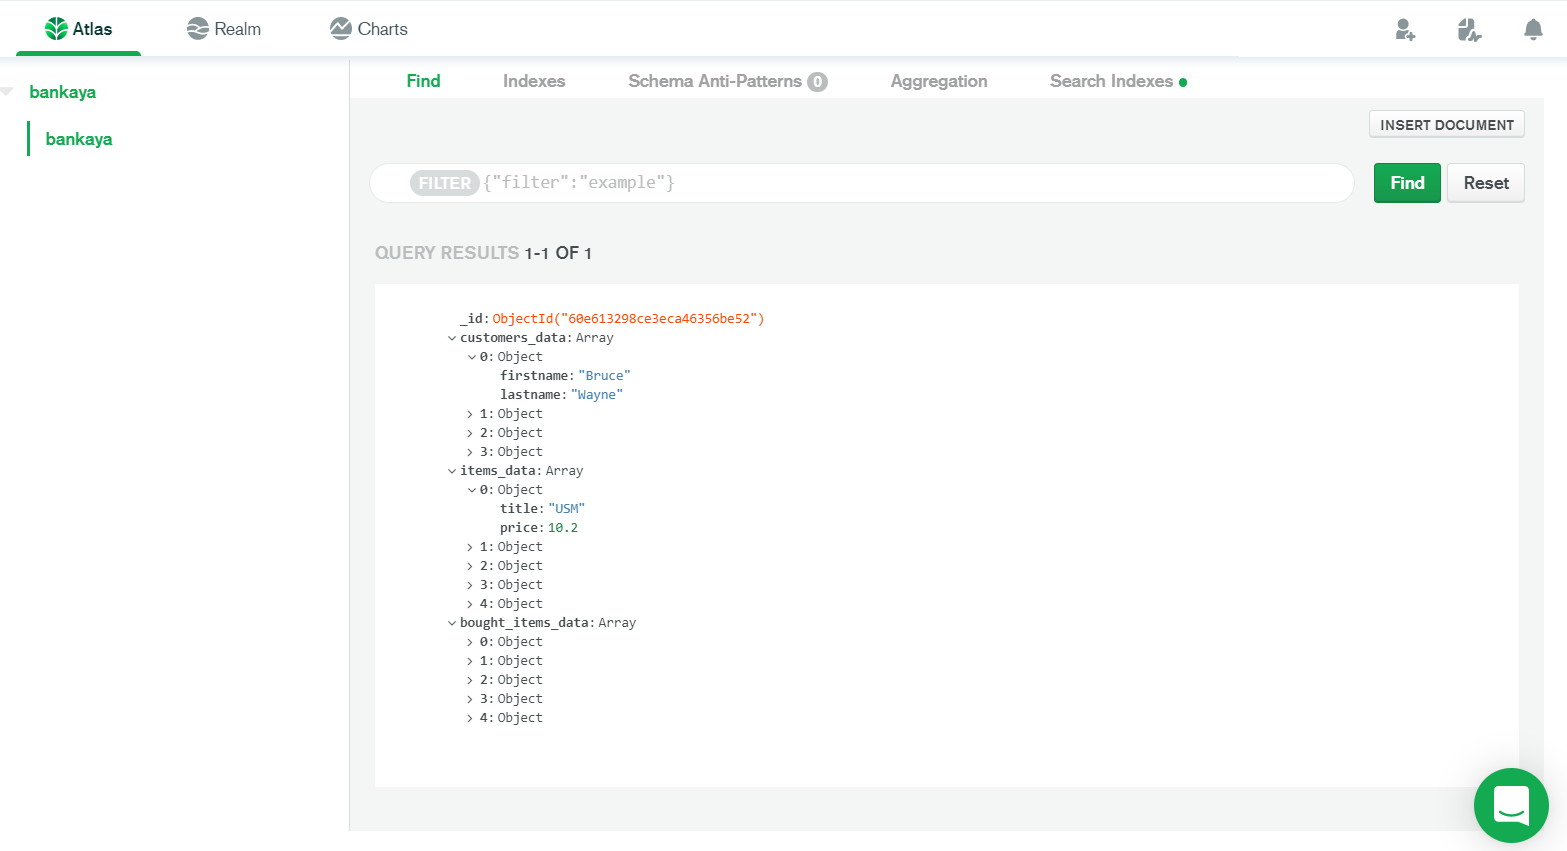 Atlas Realm Charts
bankaya
bankaya
Find Indexes Schema Anti-Patterns 0 Aggregation Search Indexes
INSERT DOCUMENT
FILTER {"filter":"example"} Find Reset
QUERY RESULTS 1-1 OF 1
_id: ObjectId("60e613298ce3eca46356be52")
customers_data: Array
0: Object
firstname: "Bruce"
lastname: "Wayne"
1: Object
2: Object
3: Object
items_data: Array
0: Object
title: "USM"
price: 10.2
1: Object
2: Object
3: Object
4: Object
bought_items_data: Array
0: Object
1: Object
2: Object
3: Object
4: Object